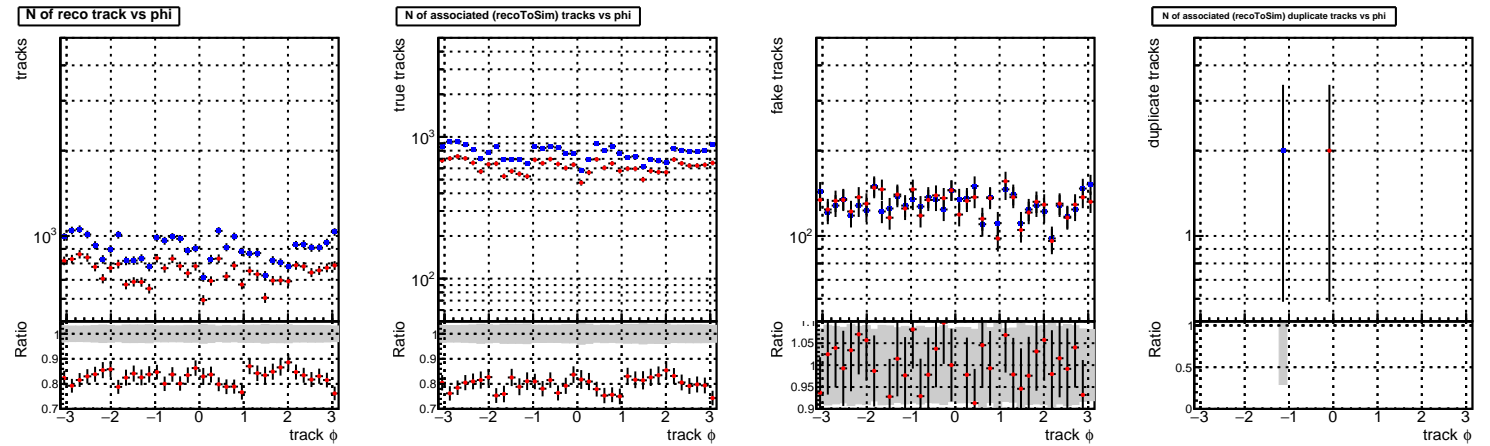 N of reco track vs phi
tracks
10³
Ratio
1
0.9
0.8
0.7
−3 −2 −1 0 1 2 3
track ϕ
N of associated (recoToSim) tracks vs phi
true tracks
10³
10²
Ratio
1
0.9
0.8
0.7
−3 −2 −1 0 1 2 3
track ϕ
fake tracks
10²
Ratio
1.1
1.05
1
0.95
0.9
−3 −2 −1 0 1 2 3
track ϕ
N of associated (recoToSim) duplicate tracks vs phi
duplicate tracks
1
Ratio
1
0.5
0
−3 −2 −1 0 1 2 3
track ϕ